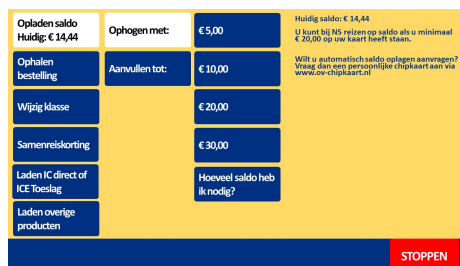 Opladen saldo
Huidig: € 14,44
Ophalen
bestelling
Wijzig klasse
Samenreiskorting
Laden IC direct of
ICE Toeslag
Laden overige
producten
Ophogen met:
Aanvullen tot:
€ 5,00
€ 10,00
€ 20,00
€ 30,00
Hoeveel saldo heb
ik nodig?
Huidig saldo: € 14,44
U kunt bij NS reizen op saldo als u minimaal
€ 20,00 op uw kaart heeft staan.
Wilt u automatisch saldo oplagen aanvragen?
Vraag dan een persoonlijke chipkaart aan via
www.ov-chipkaart.nl
STOPPEN